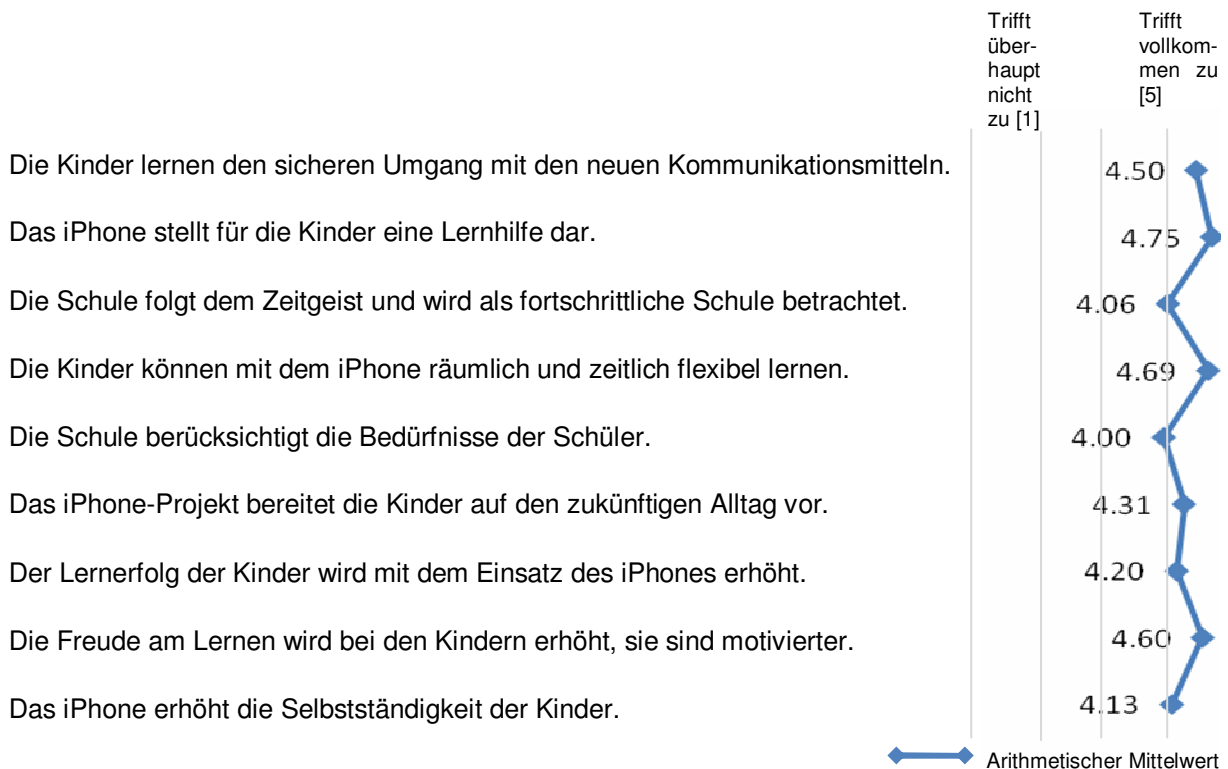 Trifft
über-
haupt
nicht
zu [1]
Trifft
vollkom-
men zu
[5]
Die Kinder lernen den sicheren Umgang mit den neuen Kommunikationsmitteln. 4.50
Das iPhone stellt für die Kinder eine Lernhilfe dar. 4.75
Die Schule folgt dem Zeitgeist und wird als fortschrittliche Schule betrachtet. 4.06
Die Kinder können mit dem iPhone räumlich und zeitlich flexibel lernen. 4.69
Die Schule berücksichtigt die Bedürfnisse der Schüler. 4.00
Das iPhone-Projekt bereitet die Kinder auf den zukünftigen Alltag vor. 4.31
Der Lernerfolg der Kinder wird mit dem Einsatz des iPhones erhöht. 4.20
Die Freude am Lernen wird bei den Kindern erhöht, sie sind motivierter. 4.60
Das iPhone erhöht die Selbstständigkeit der Kinder. 4.13
Arithmetischer Mittelwert